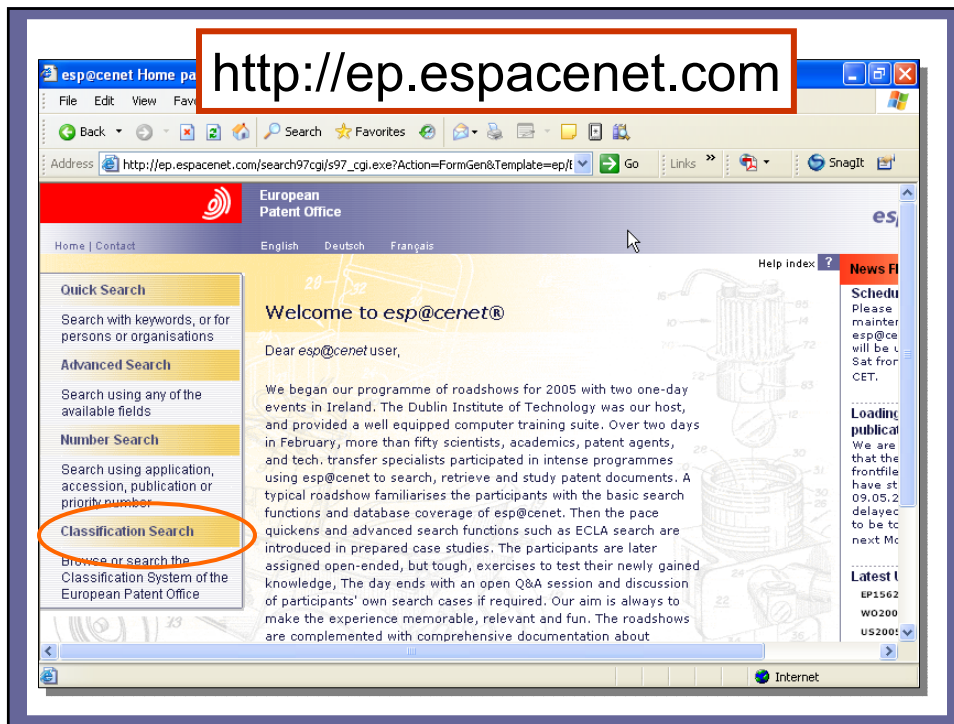 http://ep.espacenet.com
esp@cenet Home pa
File Edit View Favo
Back Search Favorites
Address http://ep.espacenet.com/search97cgi/s97_cgi.exe?Action=FormGen&Template=ep/E Go Links » SnagIt
European
Patent Office
es
Home | Contact English Deutsch Français
Help index ?
Quick Search
Search with keywords, or for
persons or organisations
Advanced Search
Search using any of the
available fields
Number Search
Search using application,
accession, publication or
priority number
Classification Search
Browse or search the
Classification System of the
European Patent Office
Welcome to esp@cenet®
Dear esp@cenet user,
We began our programme of roadshows for 2005 with two one-day
events in Ireland. The Dublin Institute of Technology was our host,
and provided a well equipped computer training suite. Over two days
in February, more than fifty scientists, academics, patent agents,
and tech. transfer specialists participated in intense programmes
using esp@cenet to search, retrieve and study patent documents. A
typical roadshow familiarises the participants with the basic search
functions and database coverage of esp@cenet. Then the pace
quickens and advanced search functions such as ECLA search are
introduced in prepared case studies. The participants are later
assigned open-ended, but tough, exercises to test their newly gained
knowledge, The day ends with an open Q&A session and discussion
of participants' own search cases if required. Our aim is always to
make the experience memorable, relevant and fun. The roadshows
are complemented with comprehensive documentation about
News Fl
Schedu
Please
mainter
esp@ce
will be u
Sat from
CET.
Loading
publicat
We are
that the
frontfile
have st
09.05.2
delayed
to be to
next Mo
Latest U
EP1562
WO200
US2005
Internet